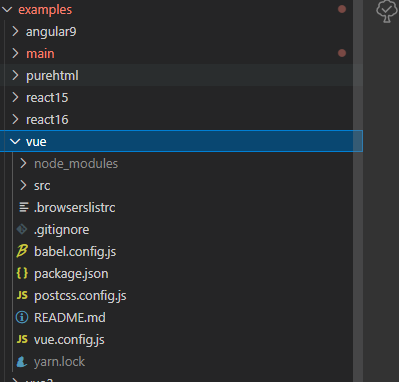 examples
angular9
main
purehtml
react15
react16
vue
node_modules
src
.browserslistrc
.gitignore
babel.config.js
package.json
JS postcss.config.js
README.md
JS vue.config.js
yarn.lock